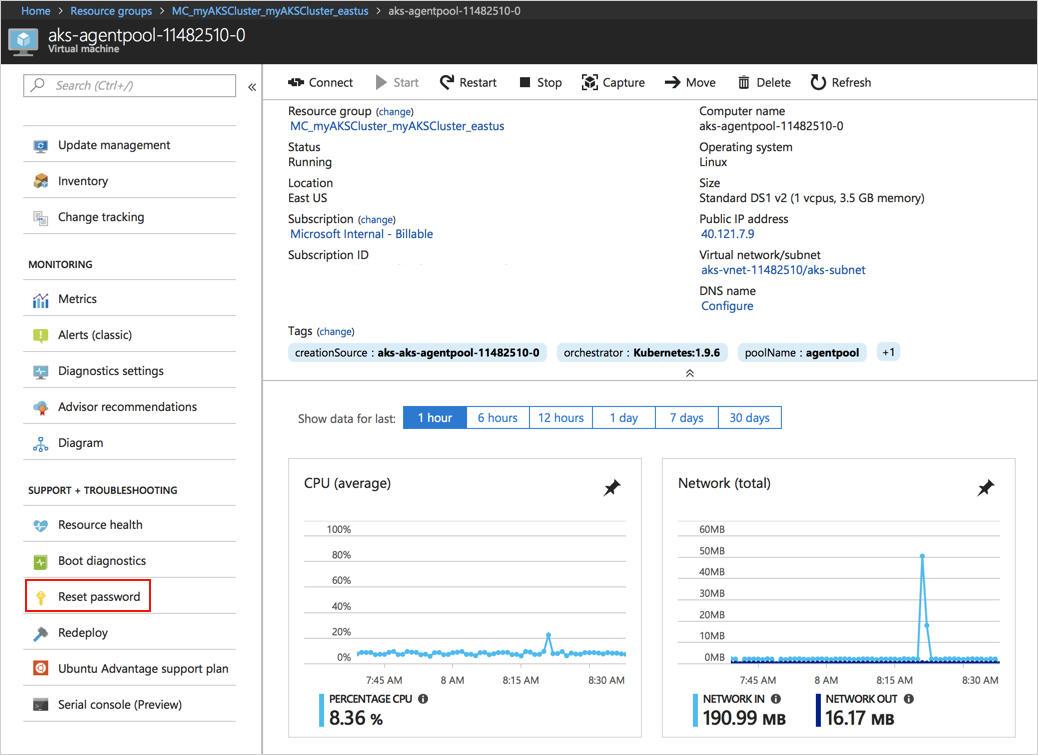 Home > Resource groups > MC_myAKSCluster_myAKSCluster_eastus > aks-agentpool-11482510-0
aks-agentpool-11482510-0
Virtual machine
Search (Ctrl+/)
«
Update management
Inventory
Change tracking
MONITORING
Metrics
Alerts (classic)
Diagnostics settings
Advisor recommendations
Diagram
SUPPORT + TROUBLESHOOTING
Resource health
Boot diagnostics
Reset password
Redeploy
Ubuntu Advantage support plan
Serial console (Preview)
Connect Start Restart Stop Capture Move Delete Refresh
Resource group (change)
MC_myAKSCluster_myAKSCluster_eastus
Status
Running
Location
East US
Subscription (change)
Microsoft Internal - Billable
Subscription ID
Computer name
aks-agentpool-11482510-0
Operating system
Linux
Size
Standard DS1 v2 (1 vcpus, 3.5 GB memory)
Public IP address
40.121.7.9
Virtual network/subnet
aks-vnet-11482510/aks-subnet
DNS name
Configure
Tags (change)
creationSource : aks-aks-agentpool-11482510-0 orchestrator : Kubernetes:1.9.6 poolName : agentpool +1
Show data for last: 1 hour 6 hours 12 hours 1 day 7 days 30 days
CPU (average)
100%
80%
60%
40%
20%
0%
7:45 AM 8 AM 8:15 AM 8:30 AM
PERCENTAGE CPU
8.36 %
Network (total)
60MB
50MB
40MB
30MB
20MB
10MB
0MB
7:45 AM 8 AM 8:15 AM 8:30 AM
NETWORK IN NETWORK OUT
190.99 MB 16.17 MB